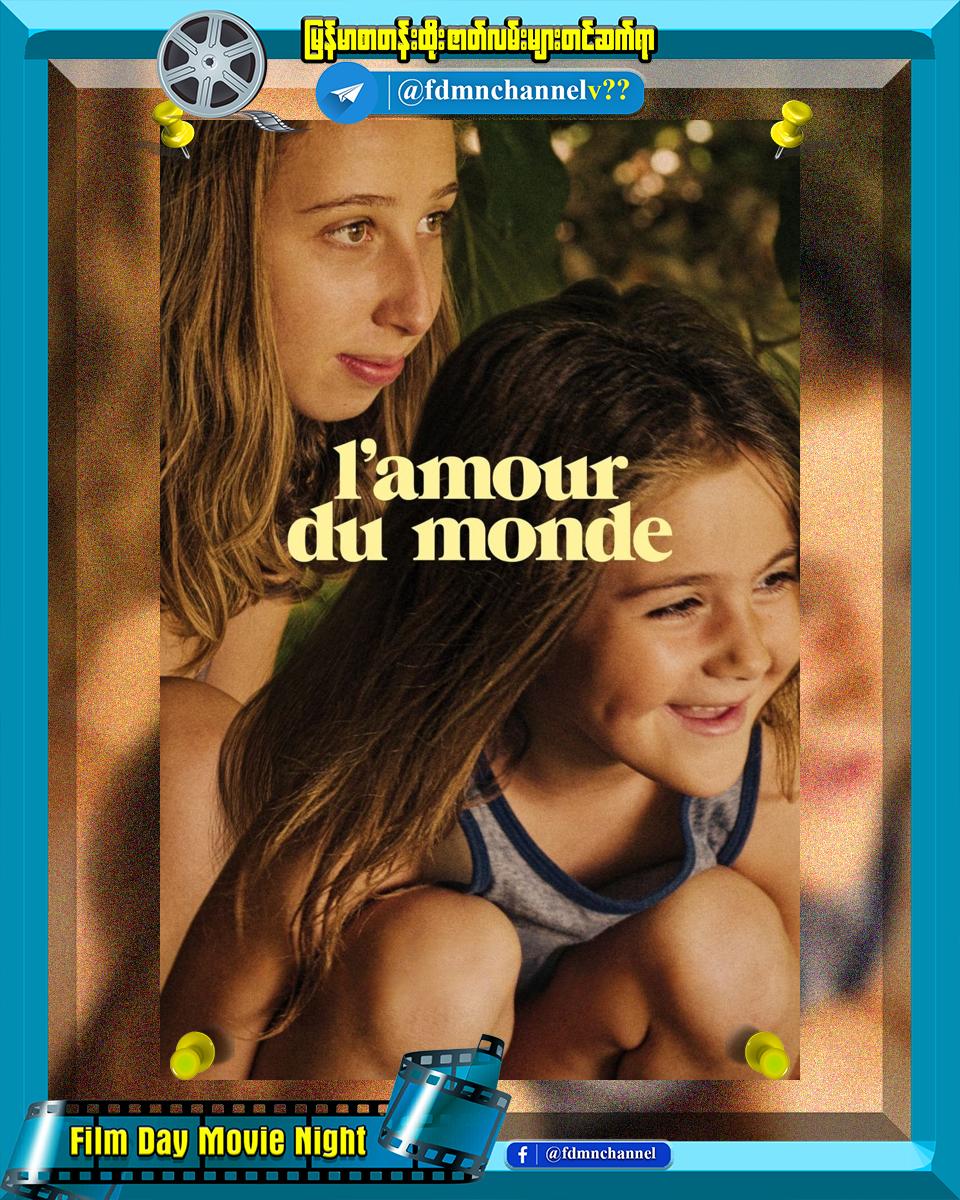 မြန်မာစာတန်းထိုးဇာတ်လမ်းများတင်ဆက်ရာ
@fdmnchannelv??
l'amour
du monde
Film Day Movie Night
@fdmnchannel